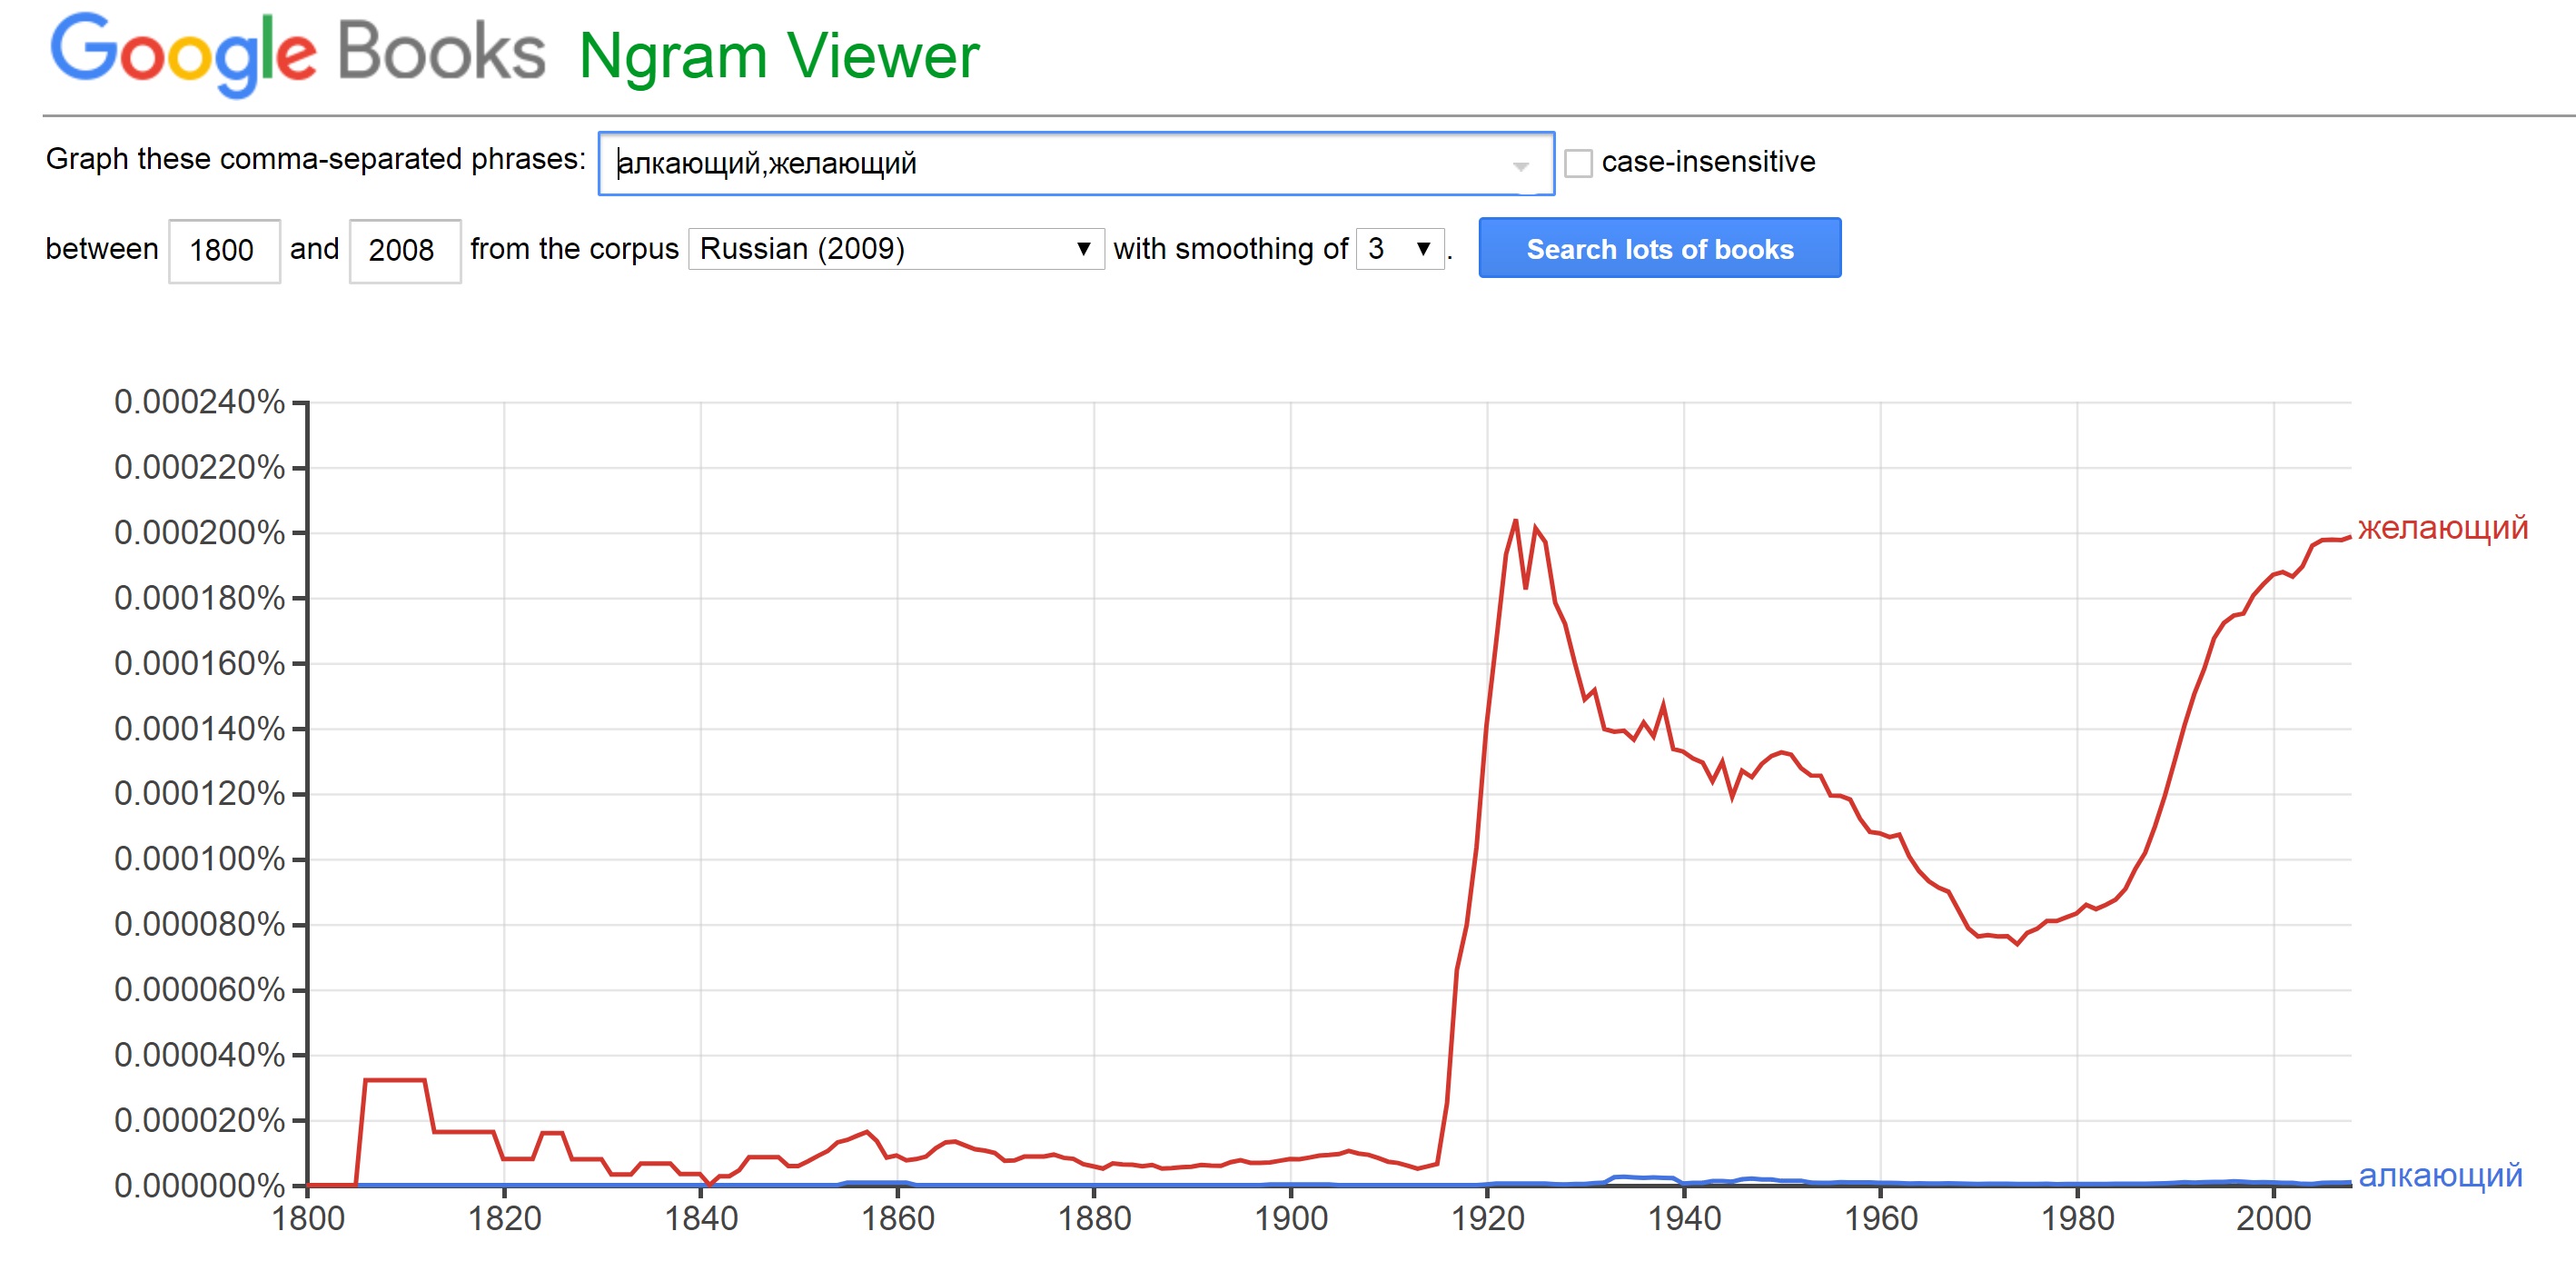 Google Books Ngram Viewer
Graph these comma-separated phrases: алкающий,желающий case-insensitive
between 1800 and 2008 from the corpus Russian (2009) with smoothing of 3 . Search lots of books
0.000240%
0.000220%
0.000200%
желающий
0.000180%
0.000160%
0.000140%
0.000120%
0.000100%
0.000080%
0.000060%
0.000040%
0.000020%
0.000000%
алкающий
1800 1820 1840 1860 1880 1900 1920 1940 1960 1980 2000